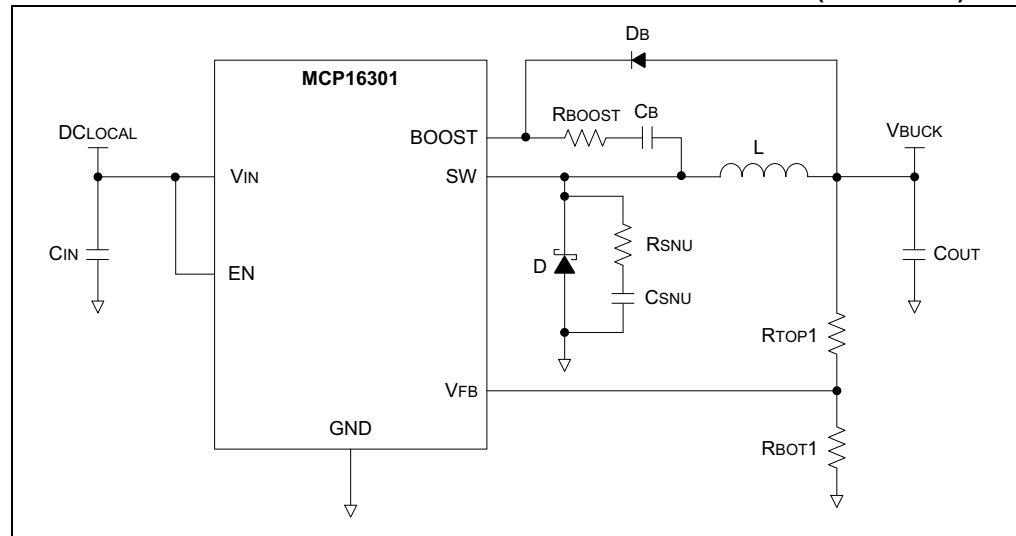 DB
MCP16301
RBOOST
CB
DCLOCAL
BOOST
L
VBUCK
VIN
SW
CIN
EN
D
RSNU
CSNU
COUT
RTOP1
VFB
GND
RBOT1